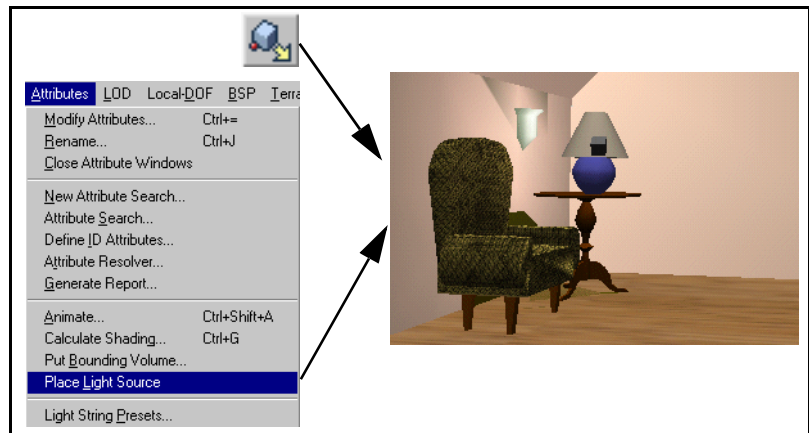 Attributes LOD Local-DOF BSP Terra
Modify Attributes... Ctrl+=
Rename... Ctrl+J
Close Attribute Windows
New Attribute Search...
Attribute Search...
Define ID Attributes...
Attribute Resolver...
Generate Report...
Animate... Ctrl+Shift+A
Calculate Shading... Ctrl+G
Put Bounding Volume...
Place Light Source
Light String Presets...